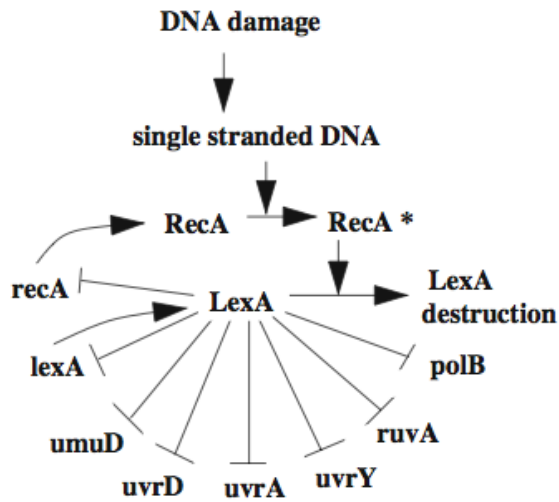 DNA damage
single stranded DNA
RecA
RecA *
recA
LexA
LexA
destruction
lexA
polB
umuD
ruvA
uvrD
uvrA
uvrY